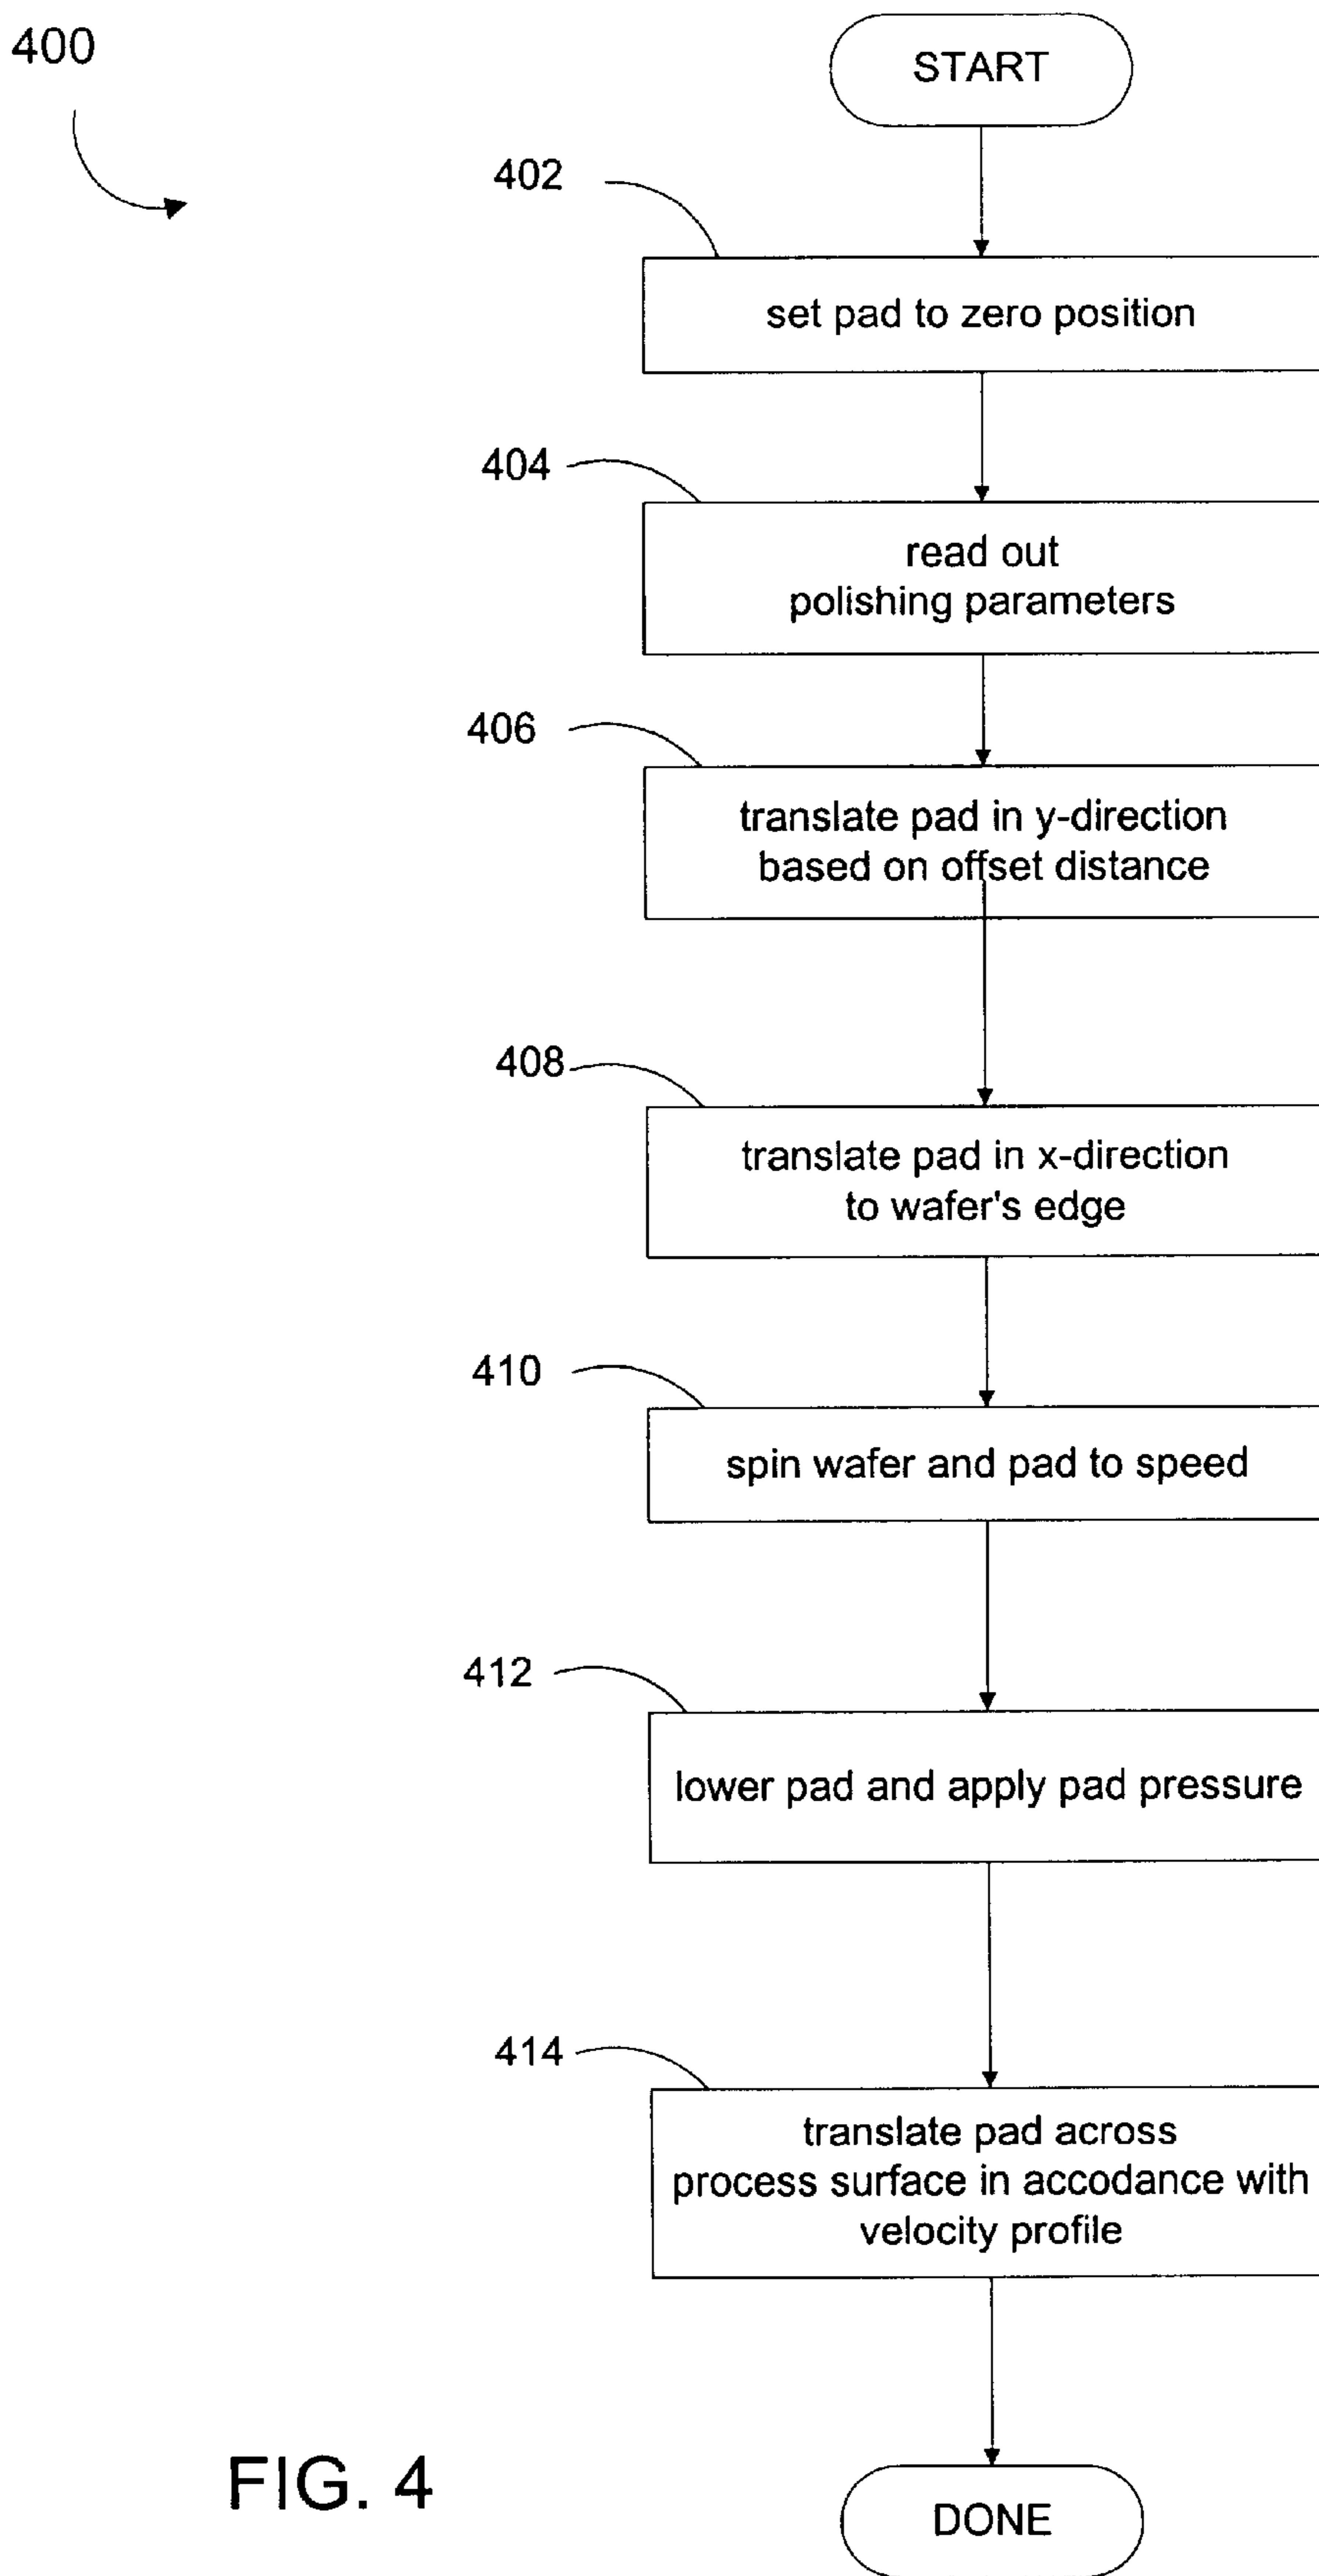 400
START
402
set pad to zero position
404
read out
polishing parameters
406
translate pad in y-direction
based on offset distance
408
translate pad in x-direction
to wafer's edge
410
spin wafer and pad to speed
412
lower pad and apply pad pressure
414
translate pad across
process surface in accodance with
velocity profile
FIG. 4
DONE